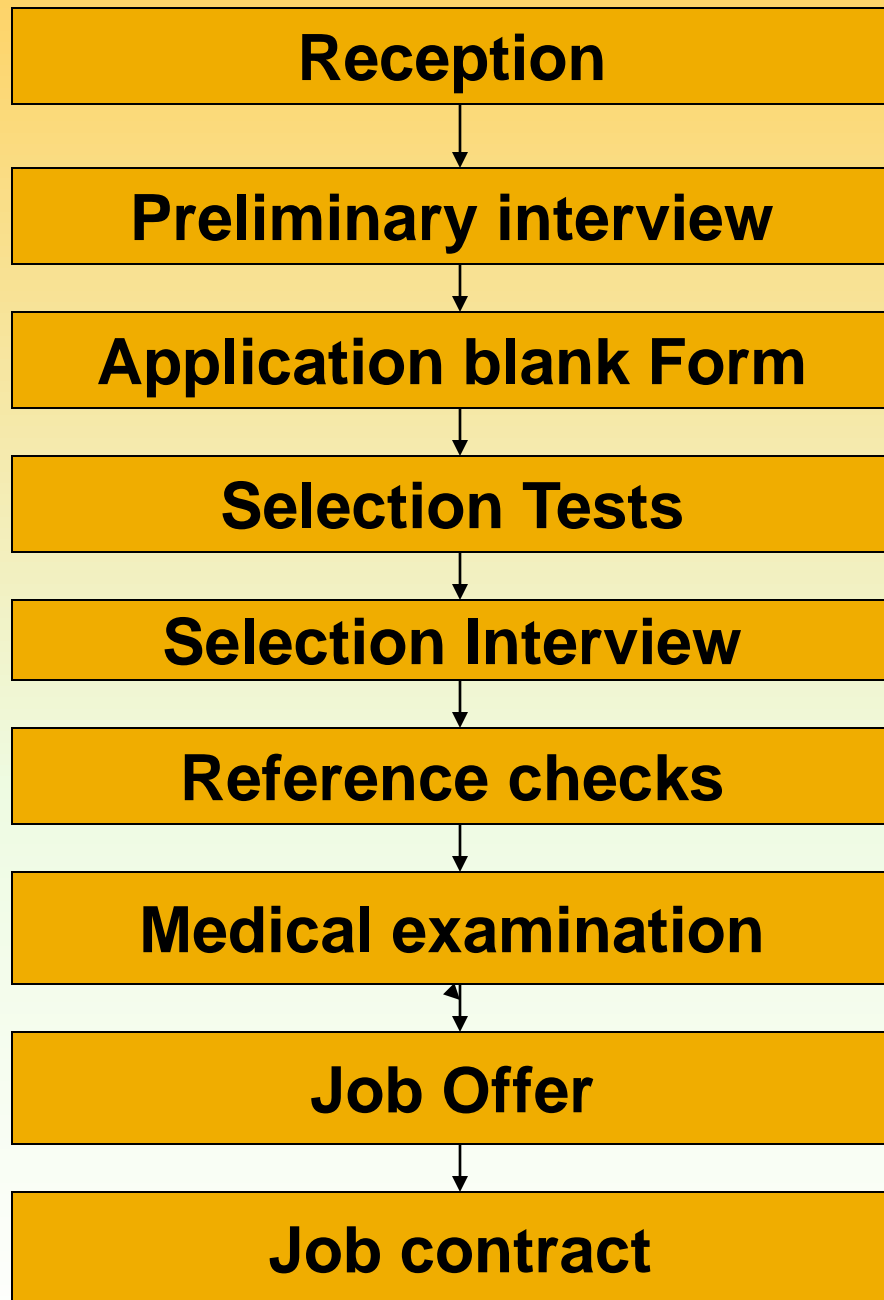 Reception
Preliminary interview
Application blank Form
Selection Tests
Selection Interview
Reference checks
Medical examination
Job Offer
Job contract